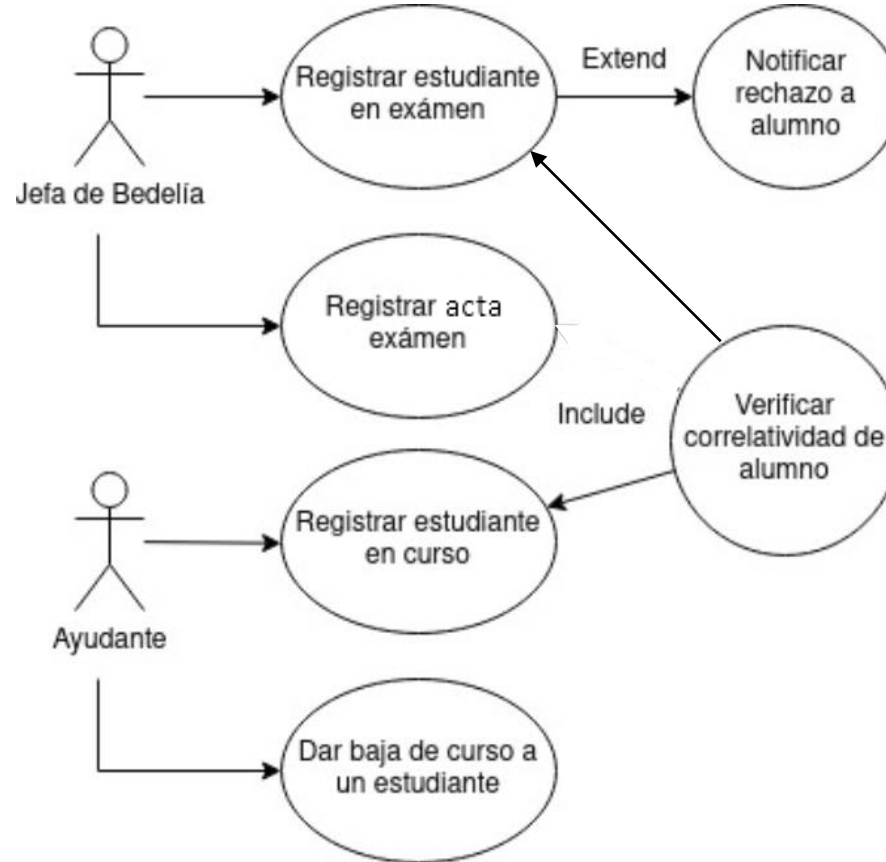 Registrar estudiante
en exámen
Extend
Notificar
rechazo a
alumno
Jefa de Bedelía
Registrar acta
exámen
Include
Verificar
correlatividad de
alumno
Registrar estudiante
en curso
Ayudante
Dar baja de curso a
un estudiante